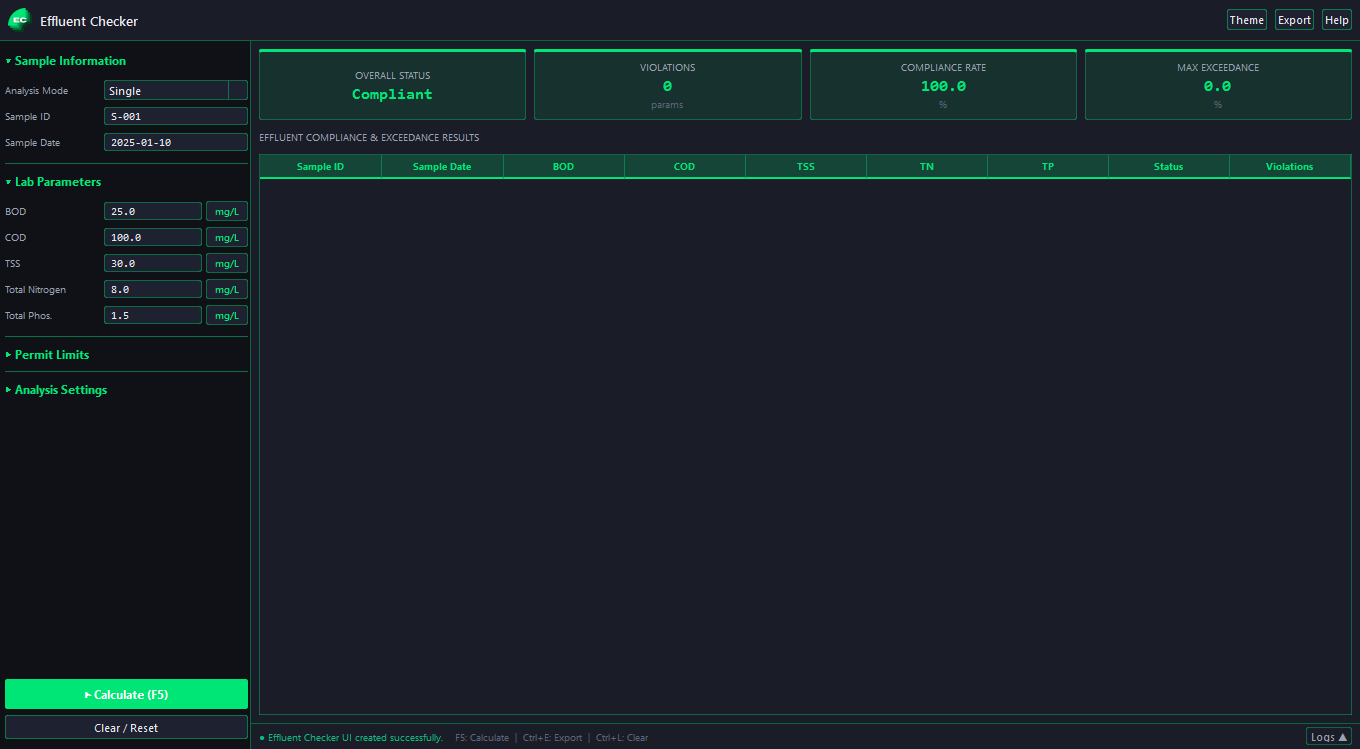 EC Effluent Checker Theme Export Help
▾ Sample Information
Analysis Mode Single
Sample ID S-001
Sample Date 2025-01-10
▾ Lab Parameters
BOD 25.0 mg/L
COD 100.0 mg/L
TSS 30.0 mg/L
Total Nitrogen 8.0 mg/L
Total Phos. 1.5 mg/L
▸ Permit Limits
▸ Analysis Settings
▸ Calculate (F5)
Clear / Reset
OVERALL STATUS
Compliant
VIOLATIONS
0
params
COMPLIANCE RATE
100.0
%
MAX EXCEEDANCE
0.0
%
EFFLUENT COMPLIANCE & EXCEEDANCE RESULTS
Sample ID Sample Date BOD COD TSS TN TP Status Violations
● Effluent Checker UI created successfully. F5: Calculate | Ctrl+E: Export | Ctrl+L: Clear Logs ▲